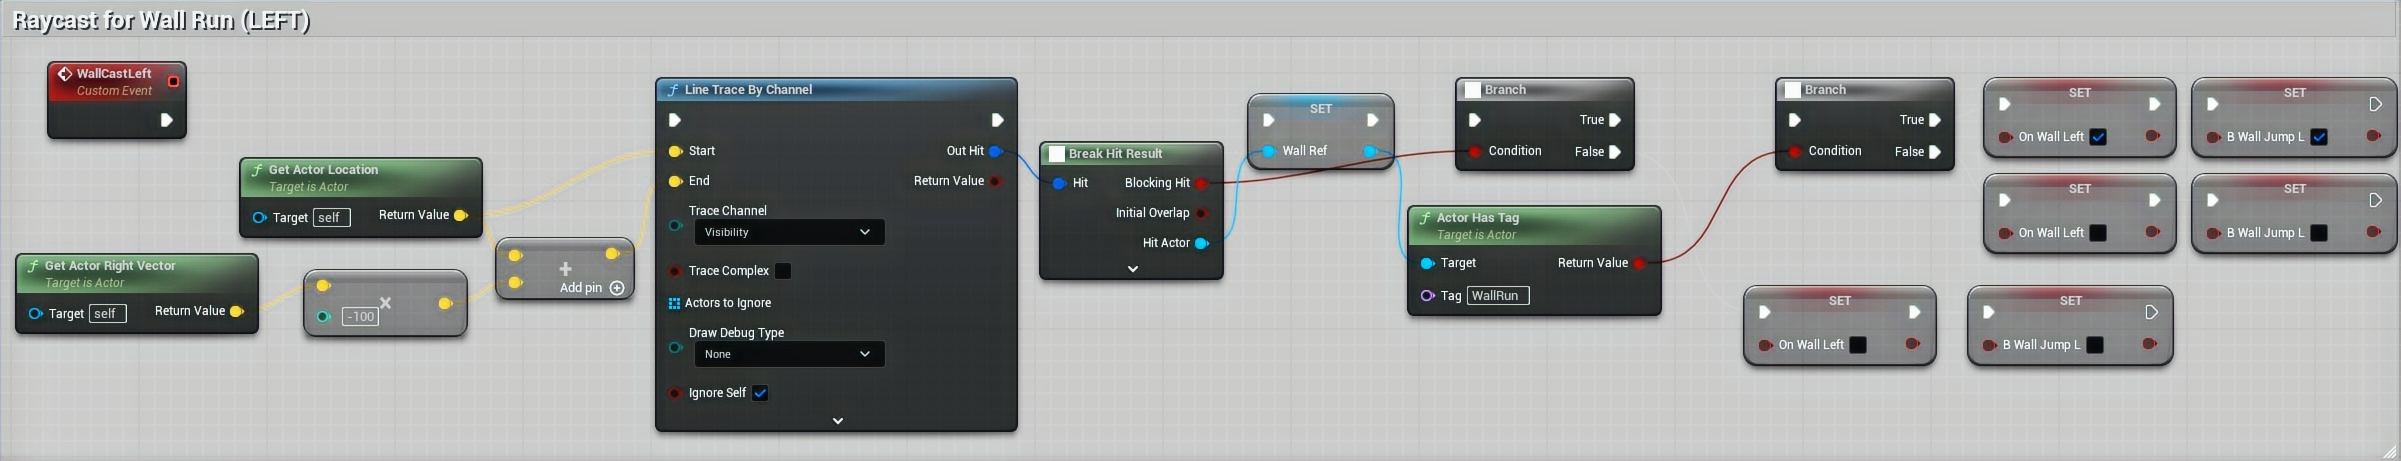 Raycast for Wall Run (LEFT)
WallCastLeft
Custom Event
Get Actor Location
Target is Actor
Target self Return Value
Get Actor Right Vector
Target is Actor
Target self Return Value
-100
Add pin
Line Trace By Channel
Start Out Hit
End Return Value
Trace Channel
Visibility
Trace Complex
Actors to Ignore
Draw Debug Type
None
Ignore Self
Break Hit Result
Hit Blocking Hit
Initial Overlap
Hit Actor
SET
Wall Ref
Branch
True
Condition False
Actor Has Tag
Target is Actor
Target Return Value
Tag WallRun
Branch
True
Condition False
SET
On Wall Left
SET
B Wall Jump L
SET
On Wall Left
SET
B Wall Jump L
SET
On Wall Left
SET
B Wall Jump L